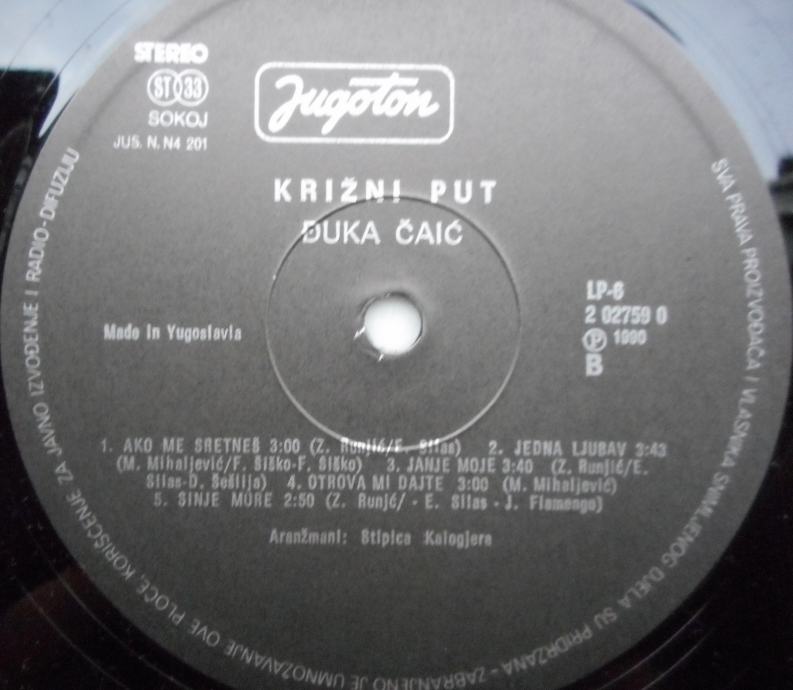 STEREO
ST 33
SOKOJ
JUS. N. N4 201
Jugoton
KRIŽNI PUT
ĐUKA ČAIĆ
Made In Yugoslavia
LP-6
2 02759 0
Ⓟ 1990
B
1. AKO ME SRETNEŠ 3:00 (Z. Runjić/E. Silas) 2. JEDNA LJUBAV 3:43
(M. Mihaljević/F. Šiško-F. Šiško) 3. JANJE MOJE 3:40 (Z. Runjić/E.
Silas-D. Šešlija) 4. OTROVA MI DAJTE 3:00 (M. Mihaljević)
5. SINJE MORE 2:50 (Z. Runjć/ - E. Silas - J. Flamengo)
Aranžmani: Stipica Kalogjera
SVA PRAVA PROIZVOĐAČA I VLASNIKA SNIMLJENOG DJELA SU PRIDRŽANA - ZABRANJENO JE UMNOŽAVANJE OVE PLOČE, KORIŠĆENJE ZA JAVNO IZVOĐENJE I RADIO-DIFUZIJU